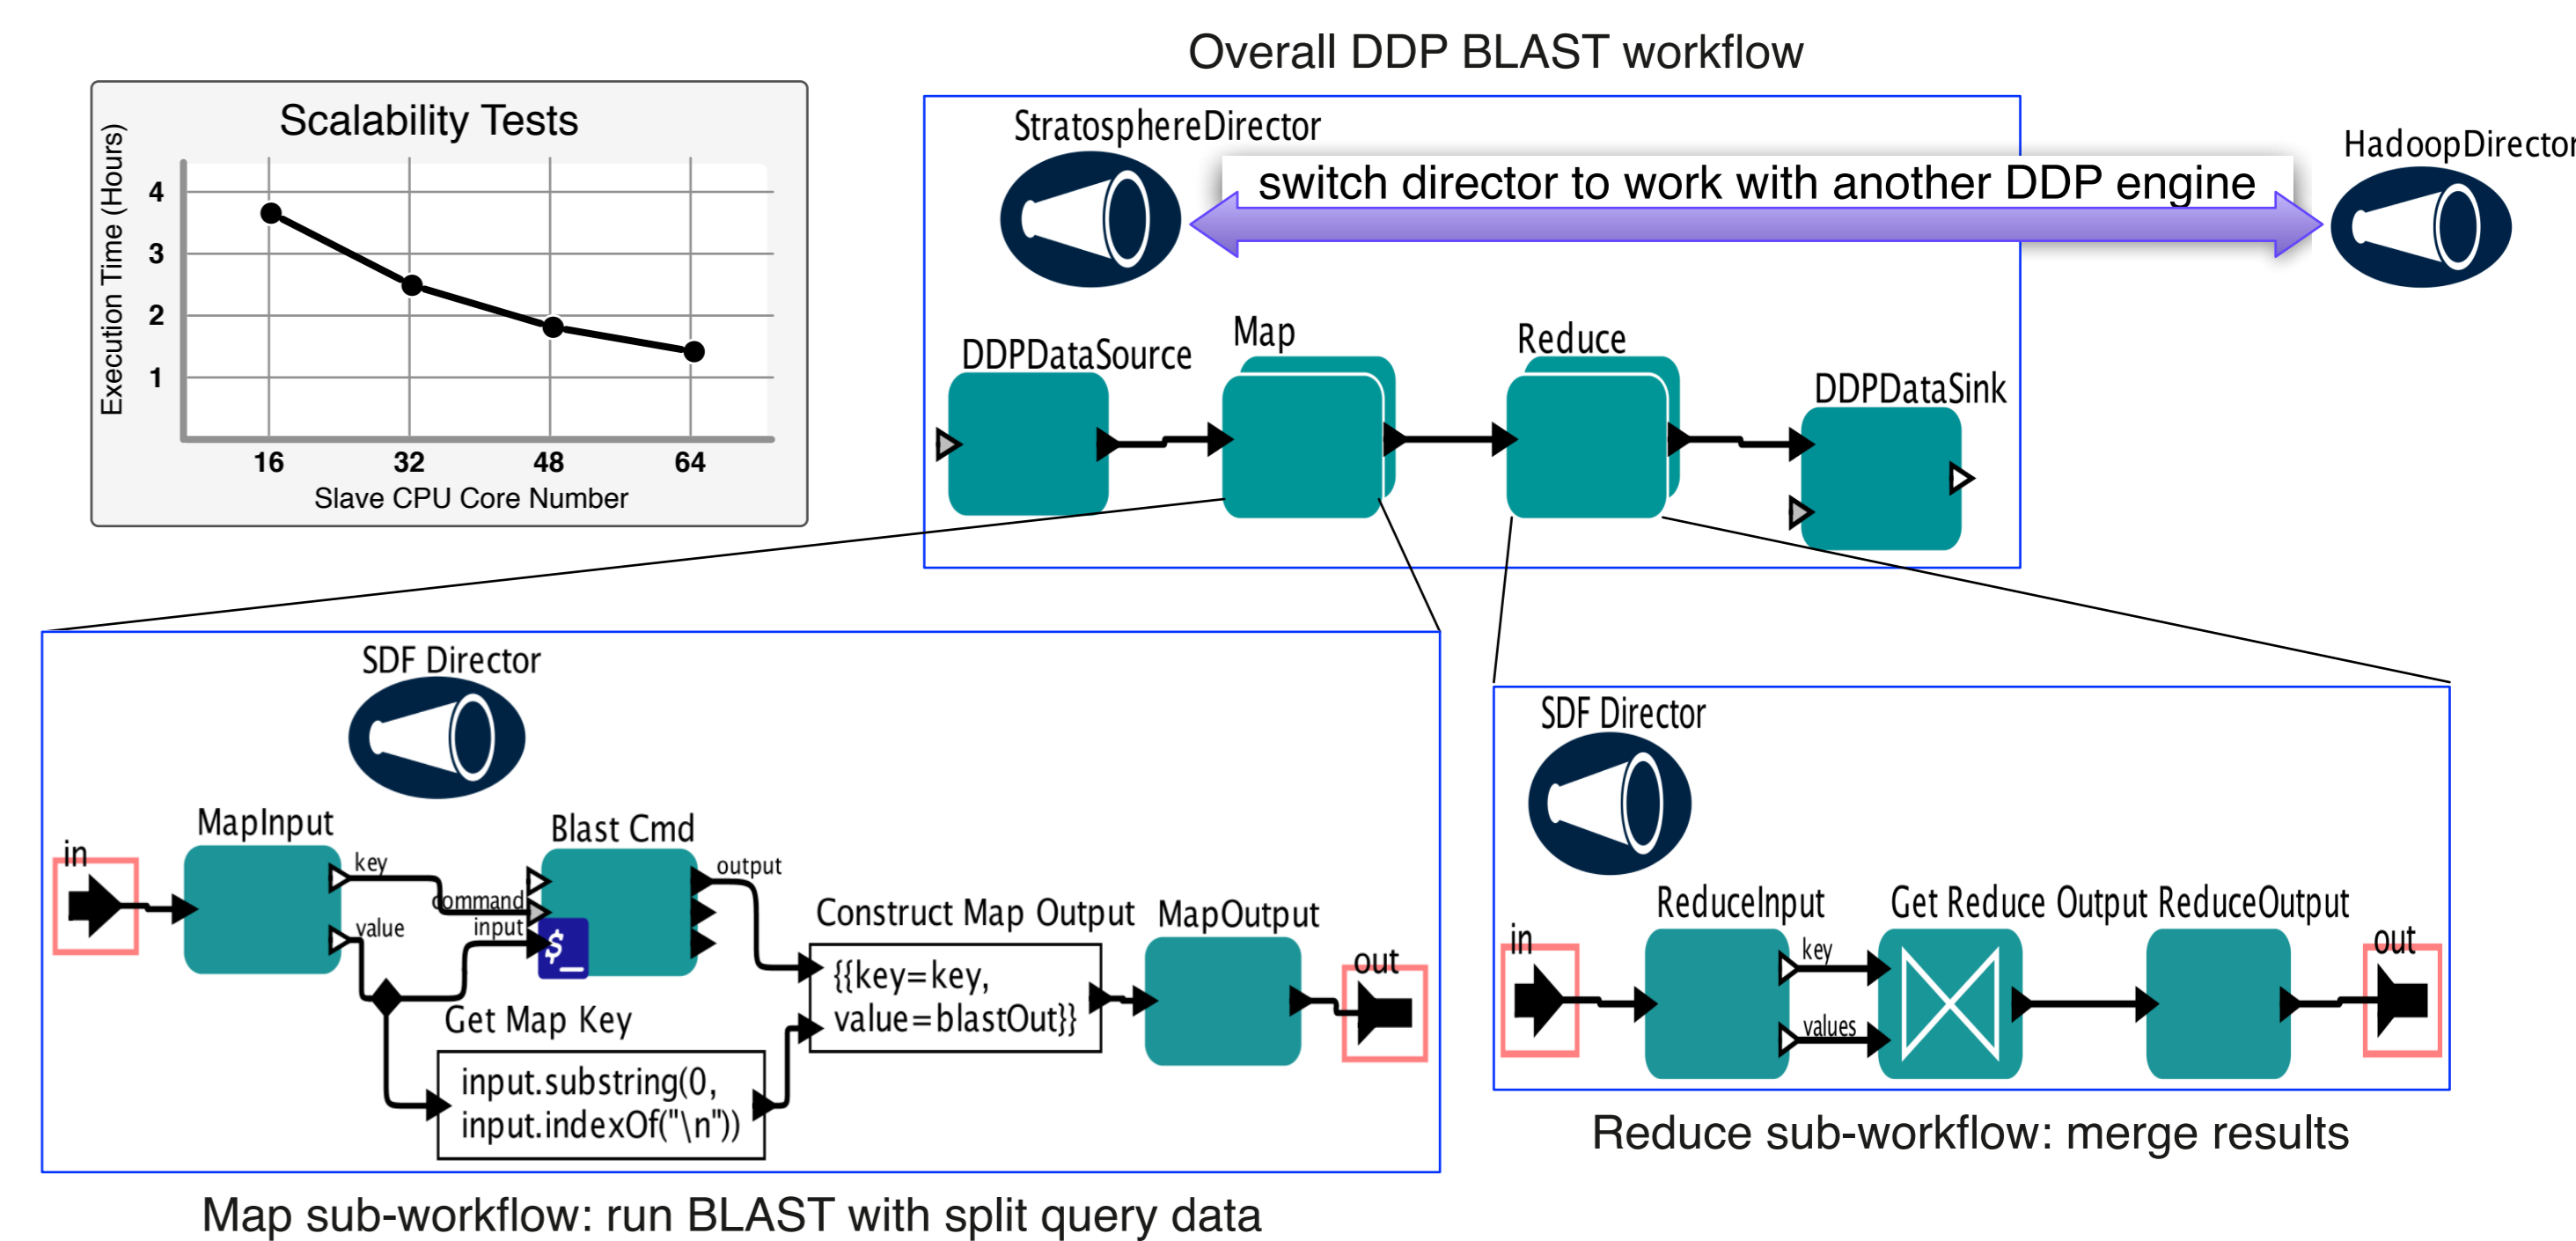 Overall DDP BLAST workflow
Scalability Tests
Execution Time (Hours)
4
3
2
1
16 32 48 64
Slave CPU Core Number
StratosphereDirector
HadoopDirector
switch director to work with another DDP engine
DDPDataSource
Map
Reduce
DDPDataSink
SDF Director
in
MapInput
key
value
Blast Cmd
command
input
$_
output
Get Map Key
input.substring(0,
input.indexOf("\n"))
Construct Map Output
{{key=key,
value=blastOut}}
MapOutput
out
Map sub-workflow: run BLAST with split query data
SDF Director
in
ReduceInput
key
values
Get Reduce Output
ReduceOutput
out
Reduce sub-workflow: merge results